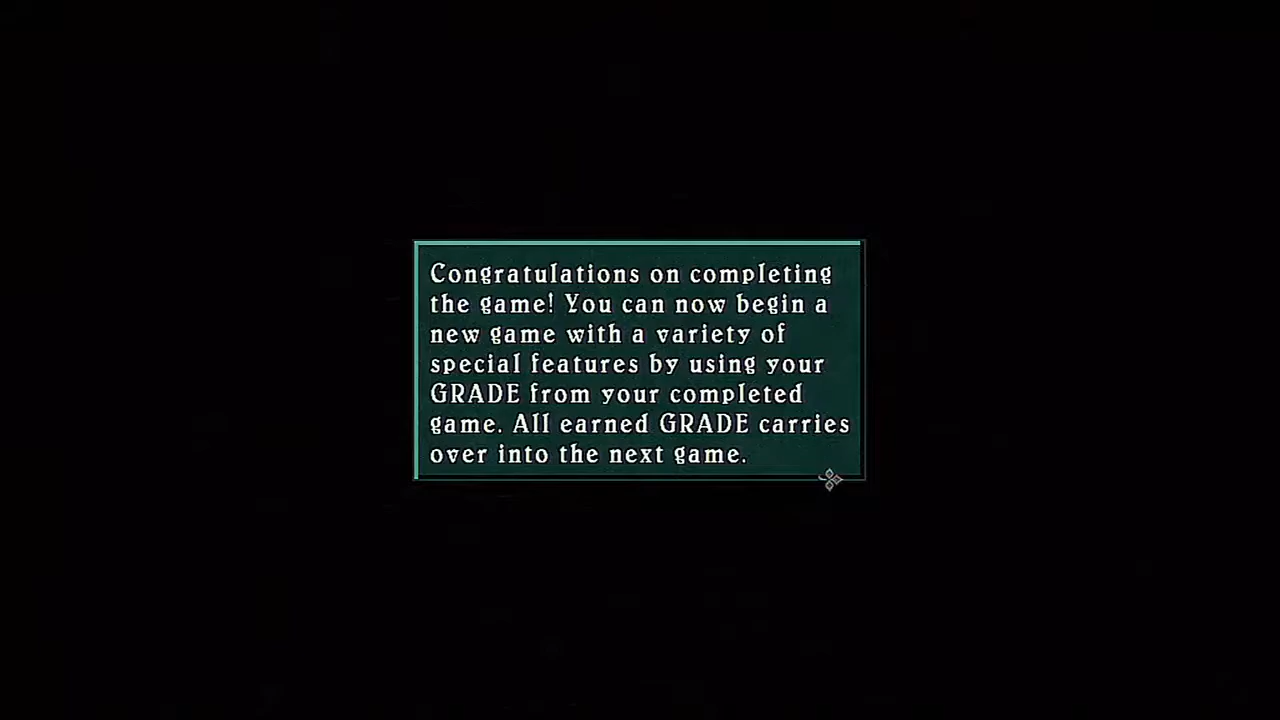 Congratulations on completing
the game! You can now begin a
new game with a variety of
special features by using your
GRADE from your completed
game. All earned GRADE carries
over into the next game.